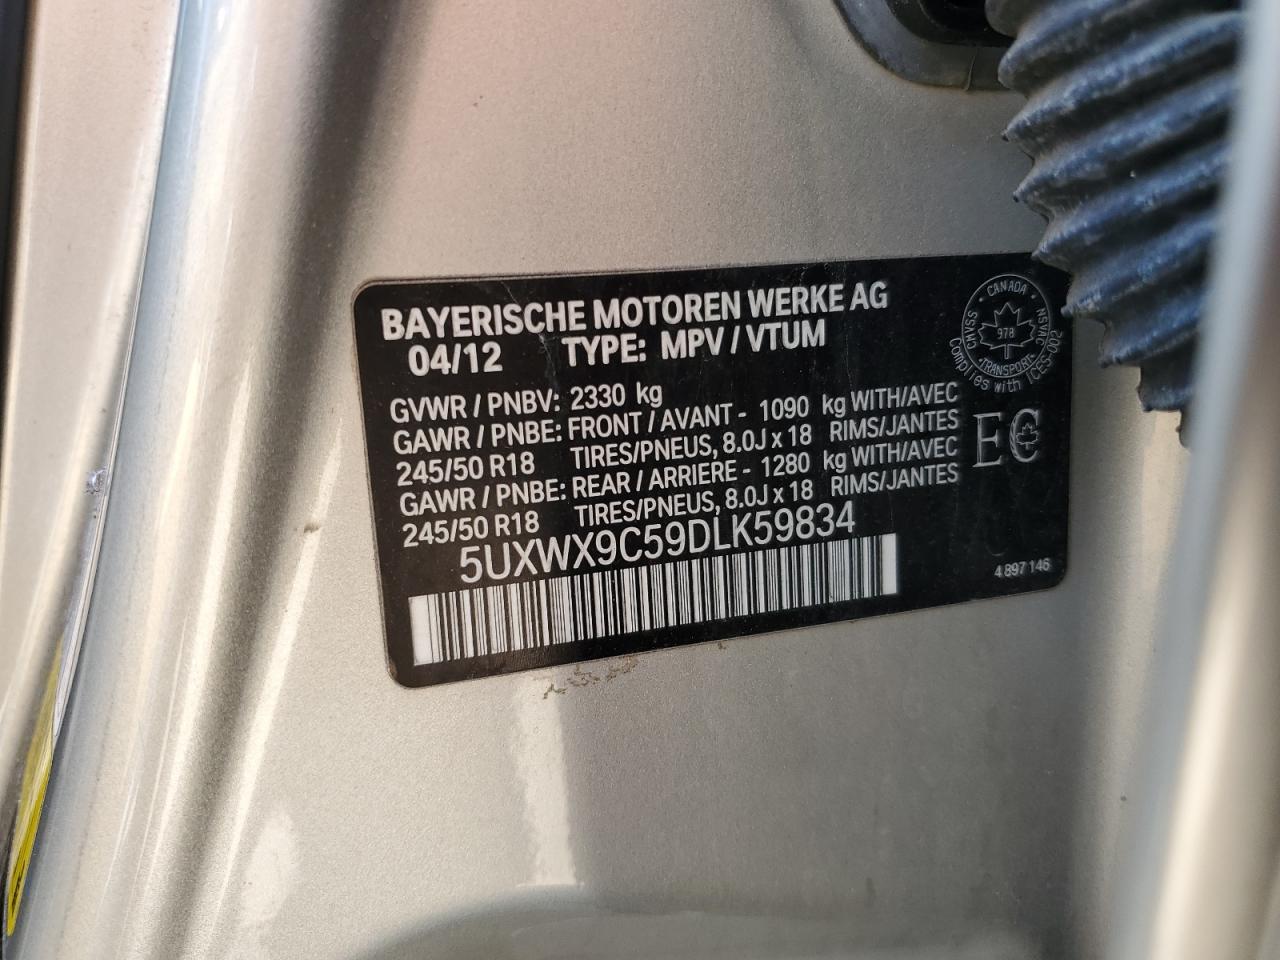 BAYERISCHE MOTOREN WERKE AG
04/12 TYPE: MPV / VTUM
GVWR / PNBV: 2330 kg
GAWR / PNBE: FRONT / AVANT - 1090 kg WITH/AVEC
245/50 R18 TIRES/PNEUS, 8.0J x 18 RIMS/JANTES
GAWR / PNBE: REAR / ARRIERE - 1280 kg WITH/AVEC
245/50 R18 TIRES/PNEUS, 8.0J x 18 RIMS/JANTES
5UXWX9C59DLK59834
CANADA
CMVSS
NSVAC
978
TRANSPORT
Complies with ICES-002
EC
4 897 146